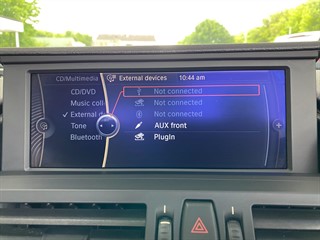 CD/Multimedia
External devices
10:44 am
CD/DVD
Not connected
Music coll
Not connected
External d
Not connected
Tone
AUX front
Bluetooth
PlugIn